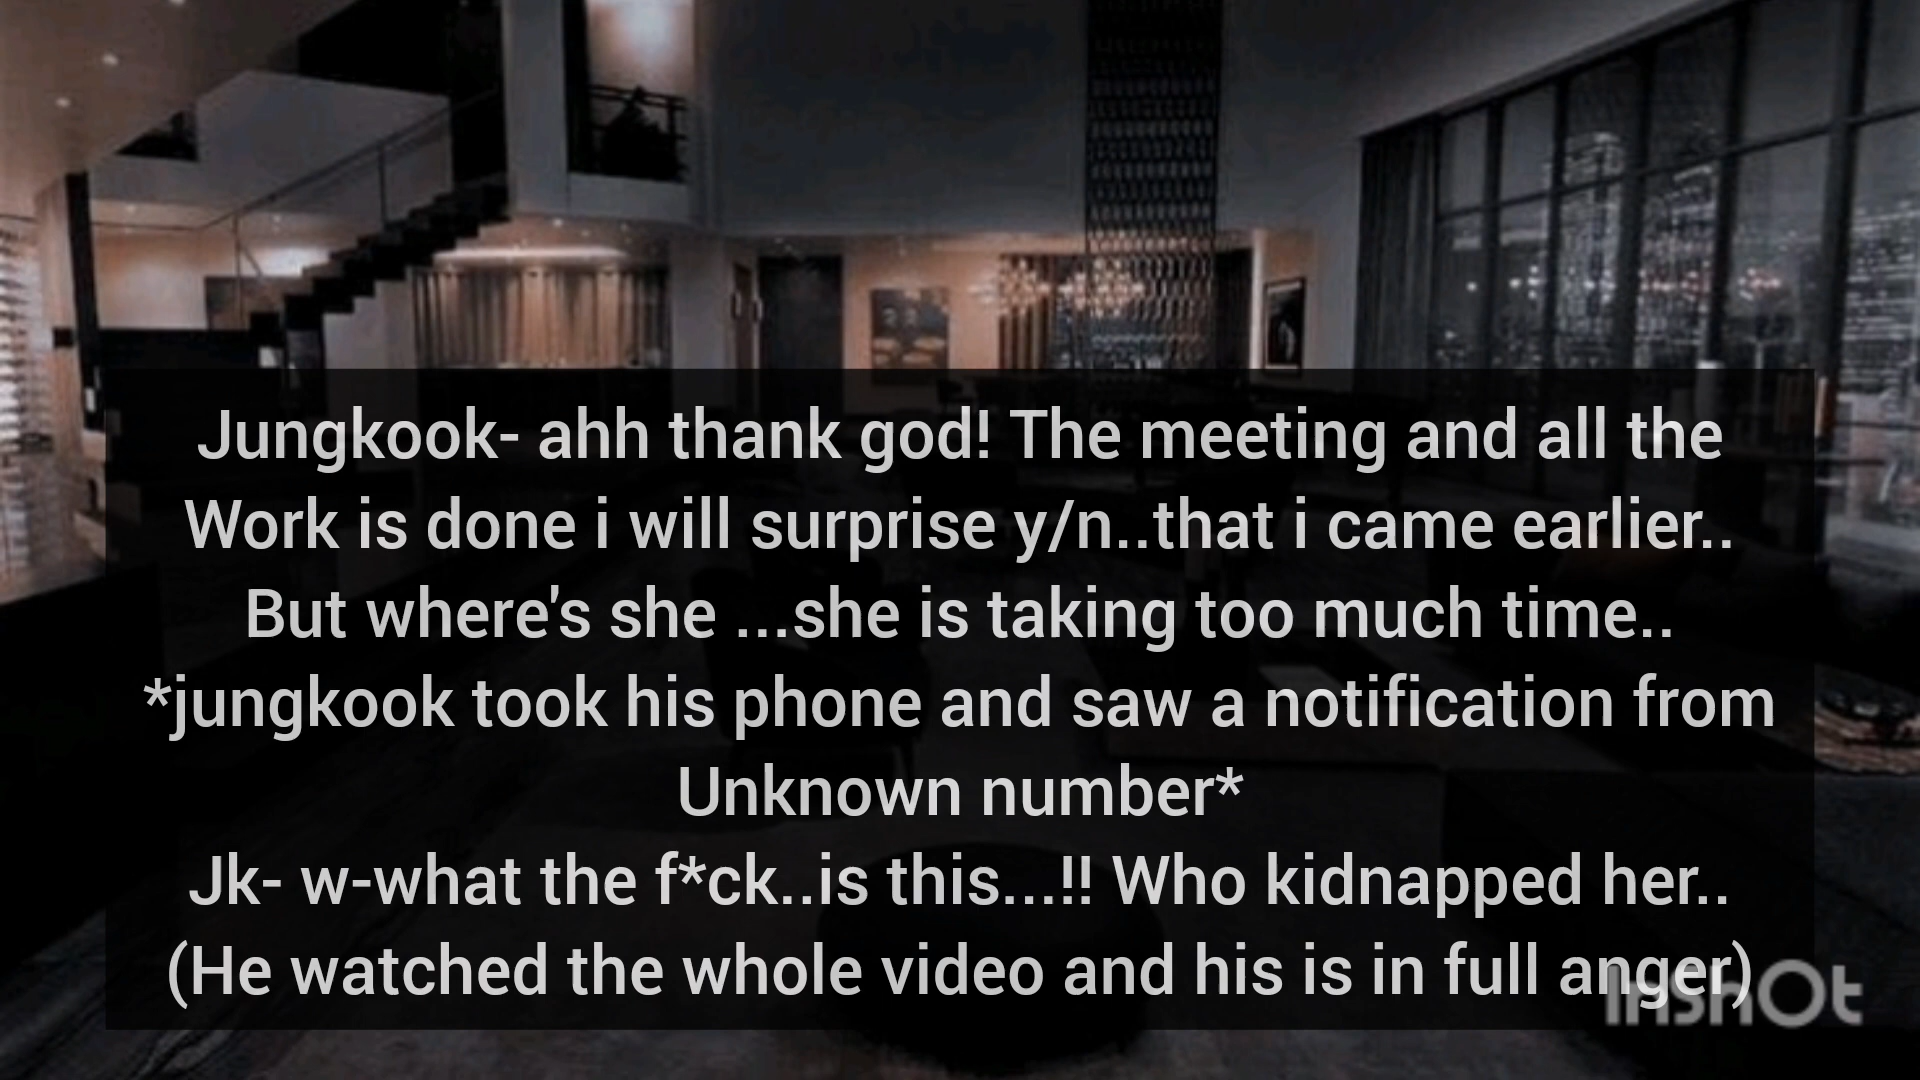 Jungkook- ahh thank god! The meeting and all the
Work is done i will surprise y/n..that i came earlier..
But where's she ...she is taking too much time..
*jungkook took his phone and saw a notification from
Unknown number*
Jk- w-what the f*ck..is this...!! Who kidnapped her..
(He watched the whole video and his is in full anger)
InShOt